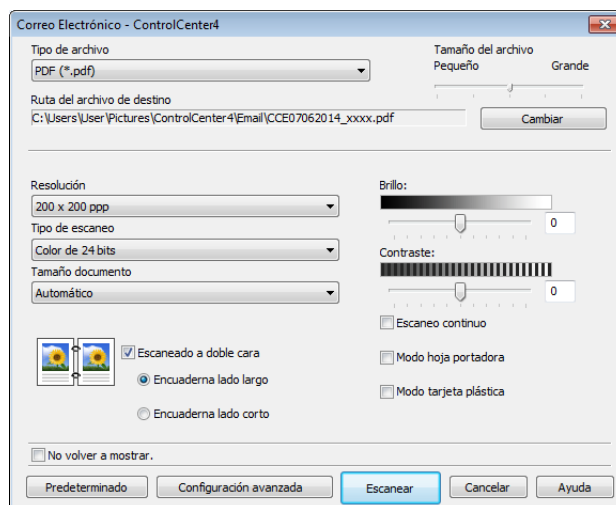 Correo Electrónico - ControlCenter4
Tipo de archivo
PDF (*.pdf)
Tamaño del archivo
Pequeño Grande
Ruta del archivo de destino
C:\Users\User\Pictures\ControlCenter4\Email\CCE07062014_xxxx.pdf
Cambiar
Resolución
200 x 200 ppp
Tipo de escaneo
Color de 24 bits
Tamaño documento
Automático
Brillo:
0
Contraste:
0
Escaneo continuo
Modo hoja portadora
Modo tarjeta plástica
Escaneado a doble cara
Encuaderna lado largo
Encuaderna lado corto
No volver a mostrar.
Predeterminado Configuración avanzada Escanear Cancelar Ayuda